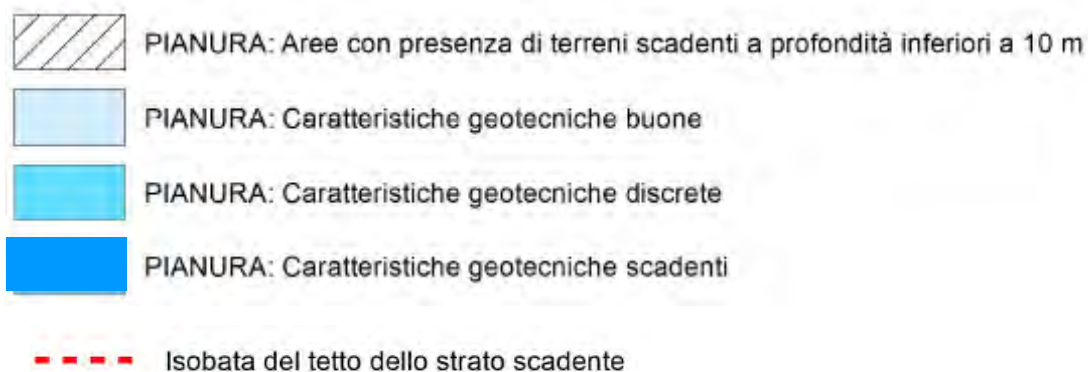 PIANURA: Aree con presenza di terreni scadenti a profondità inferiori a 10 m
PIANURA: Caratteristiche geotecniche buone
PIANURA: Caratteristiche geotecniche discrete
PIANURA: Caratteristiche geotecniche scadenti
Isobata del tetto dello strato scadente